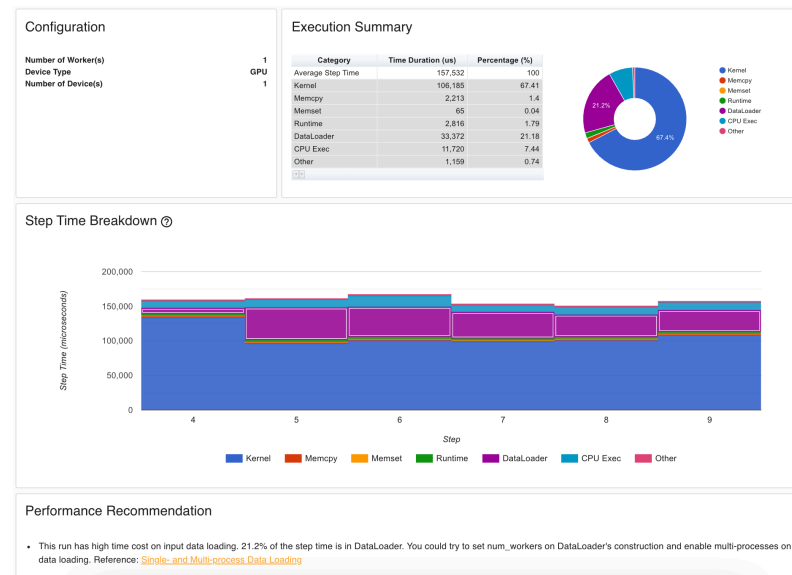 Configuration
Number of Worker(s) 1
Device Type GPU
Number of Device(s) 1
Execution Summary
Category Time Duration (us) Percentage (%)
Average Step Time 157,532 100
Kernel 106,185 67.41
Memcpy 2,213 1.4
Memset 65 0.04
Runtime 2,816 1.79
DataLoader 33,372 21.18
CPU Exec 11,720 7.44
Other 1,159 0.74
21.2%
67.4%
Kernel
Memcpy
Memset
Runtime
DataLoader
CPU Exec
Other
Step Time Breakdown ?
Step Time (microseconds)
200,000
150,000
100,000
50,000
0
4 5 6 7 8 9
Step
Kernel Memcpy Memset Runtime DataLoader CPU Exec Other
Performance Recommendation
• This run has high time cost on input data loading. 21.2% of the step time is in DataLoader. You could try to set num_workers on DataLoader's construction and enable multi-processes on
data loading. Reference: Single- and Multi-process Data Loading